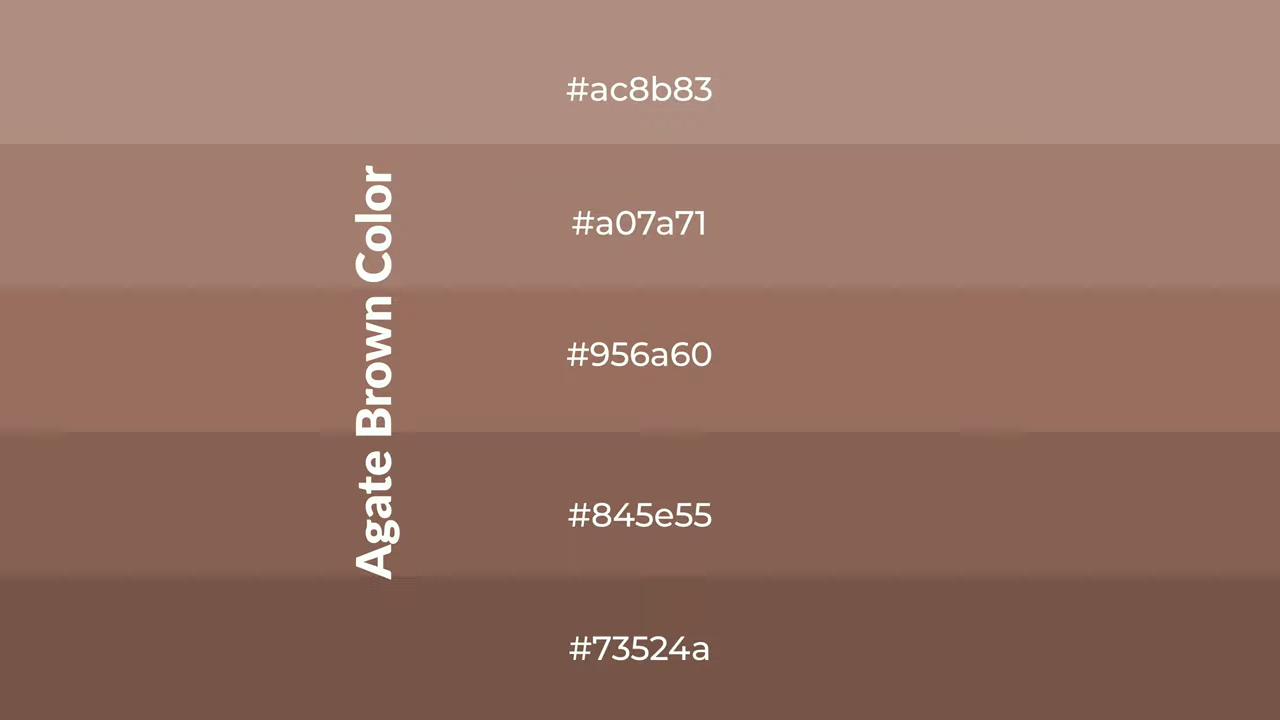 Agate Brown Color
#ac8b83
#a07a71
#956a60
#845e55
#73524a